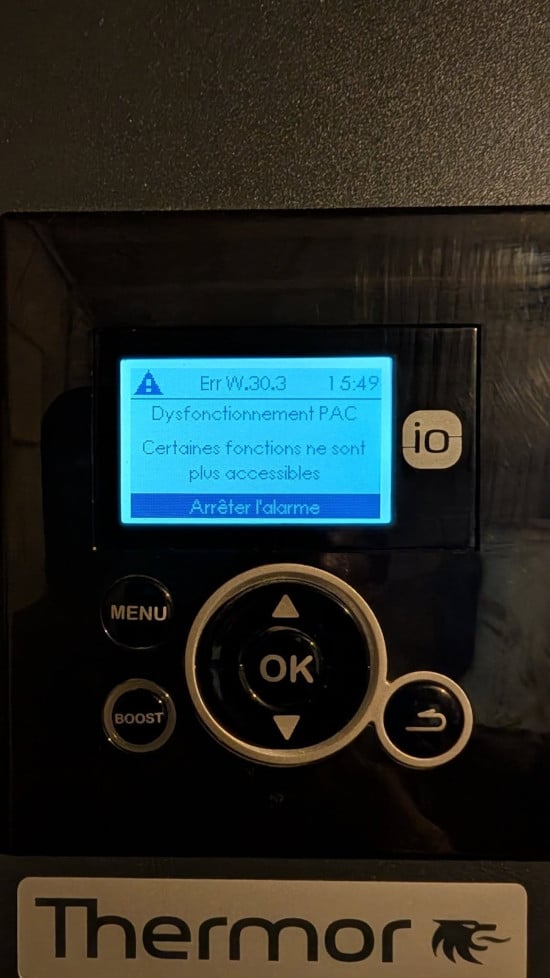 Err W.30.3 15:49
Dysfonctionnement PAC
Certaines fonctions ne sont
plus accessibles
Arrêter l'alarme
io
MENU
OK
BOOST
Thermor